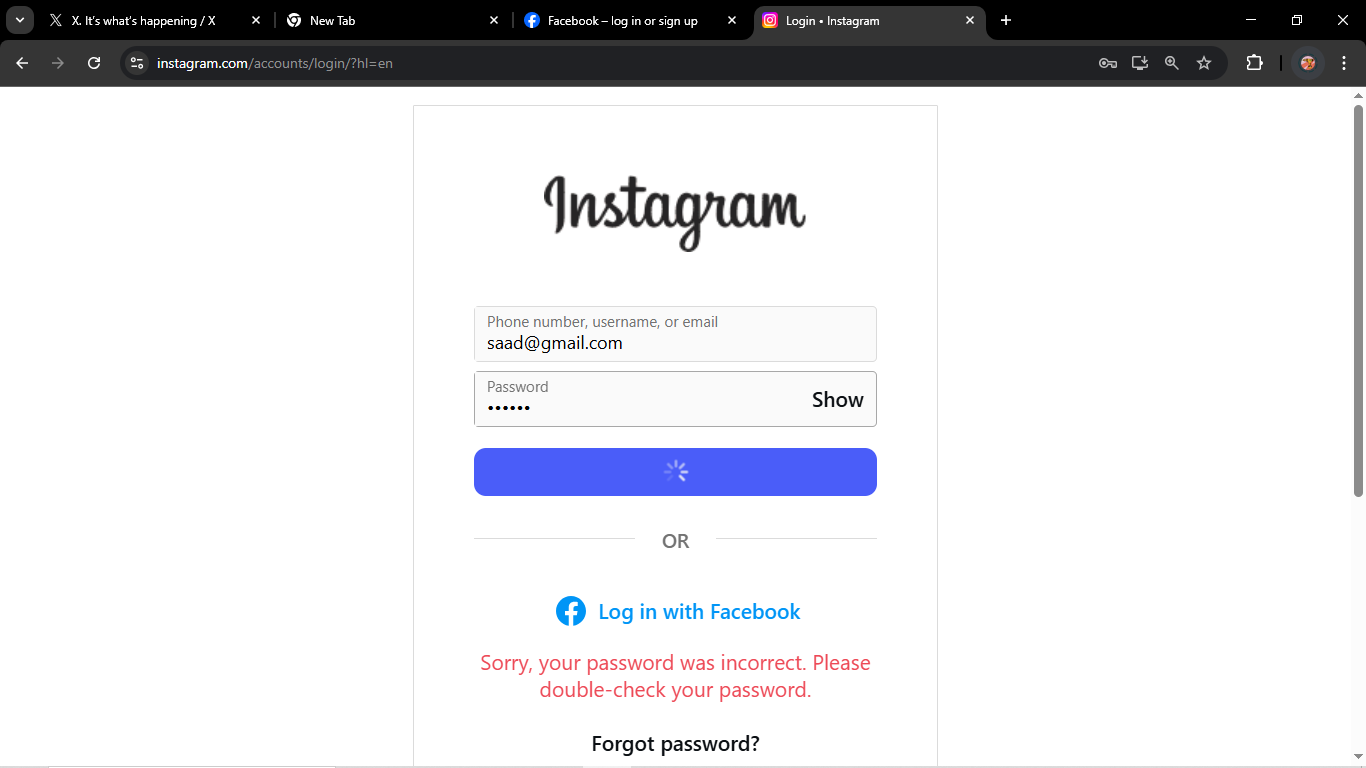 X. It's what's happening / X
New Tab
Facebook – log in or sign up
Login • Instagram
instagram.com/accounts/login/?hl=en
Instagram
Phone number, username, or email
saad@gmail.com
Password
••••••
Show
OR
Log in with Facebook
Sorry, your password was incorrect. Please
double-check your password.
Forgot password?